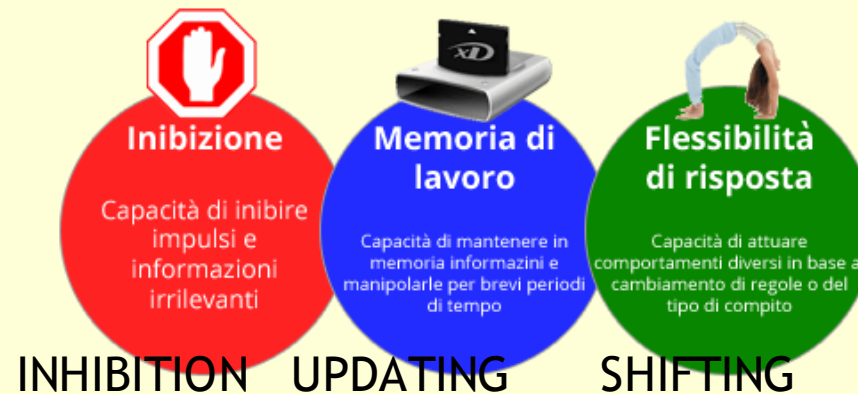 xD
Inibizione
Capacità di inibire
impulsi e
informazioni
irrilevanti
Memoria di
lavoro
Capacità di mantenere in
memoria informazini e
manipolarle per brevi periodi
di tempo
Flessibilità
di risposta
Capacità di attuare
comportamenti diversi in base a
cambiamento di regole o del
tipo di compito
INHIBITION UPDATING SHIFTING